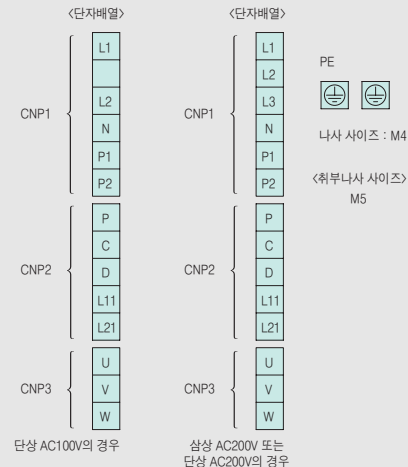 〈단자배열〉
L1
L2
CNP1
N
P1
P2
P
C
CNP2
D
L11
L21
U
CNP3
V
W
단상 AC100V의 경우
〈단자배열〉
L1
L2
L3
CNP1
N
P1
P2
P
C
CNP2
D
L11
L21
U
CNP3
V
W
삼상 AC200V 또는
단상 AC200V의 경우
PE
나사 사이즈 : M4
〈취부나사 사이즈〉
M5